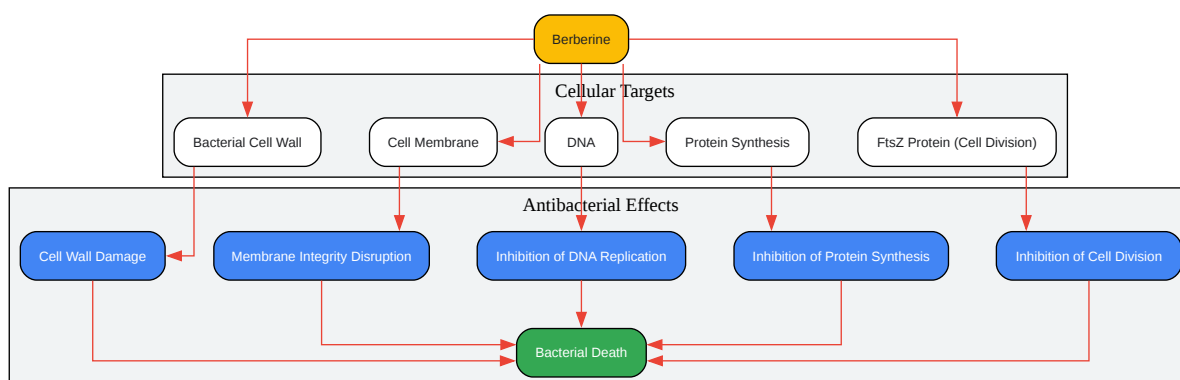 Berberine
Cellular Targets
Bacterial Cell Wall
Cell Membrane
DNA
Protein Synthesis
FtsZ Protein (Cell Division)
Antibacterial Effects
Cell Wall Damage
Membrane Integrity Disruption
Inhibition of DNA Replication
Inhibition of Protein Synthesis
Inhibition of Cell Division
Bacterial Death